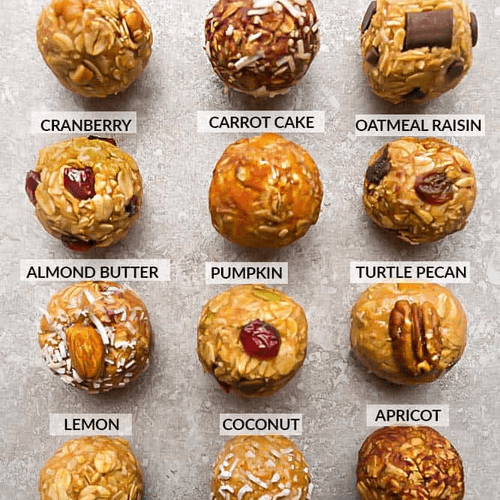 CRANBERRY
CARROT CAKE
OATMEAL RAISIN
ALMOND BUTTER
PUMPKIN
TURTLE PECAN
LEMON
COCONUT
APRICOT